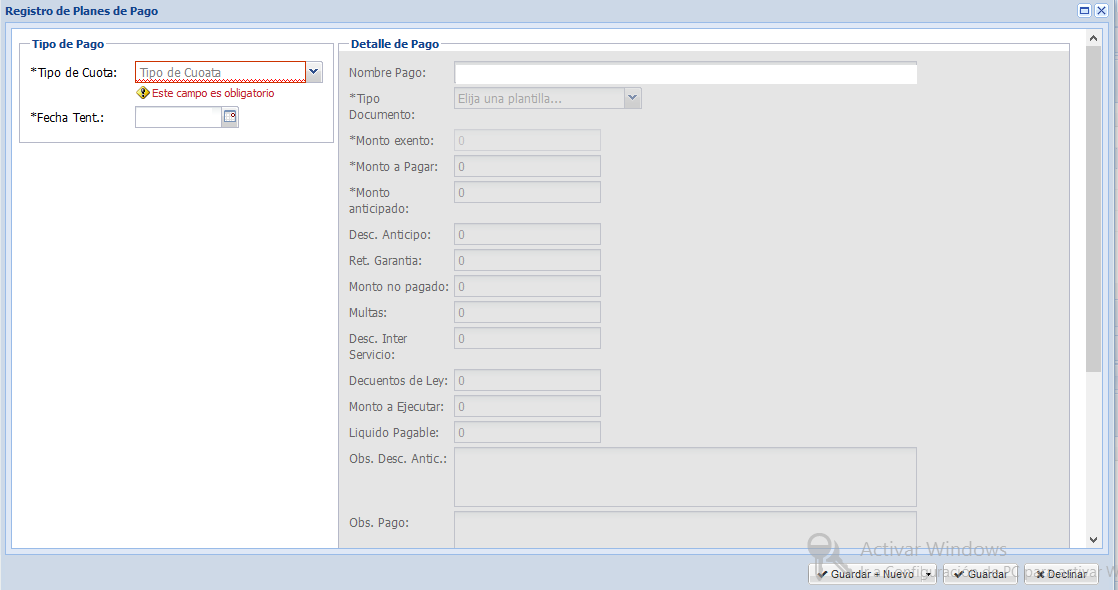 Registro de Planes de Pago
Tipo de Pago
*Tipo de Cuota:
Tipo de Cuoata
Este campo es obligatorio
*Fecha Tent.:
Detalle de Pago
Nombre Pago:
*Tipo
Documento:
Elija una plantilla...
*Monto exento:
0
*Monto a Pagar:
0
*Monto
anticipado:
0
Desc. Anticipo:
0
Ret. Garantia:
0
Monto no pagado:
0
Multas:
0
Desc. Inter
Servicio:
0
Decuentos de Ley:
0
Monto a Ejecutar:
0
Liquido Pagable:
0
Obs. Desc. Antic.:
Obs. Pago:
Activar Windows
Ir a Configuración de PC para activar W
Guardar + Nuevo
Guardar
Declinar